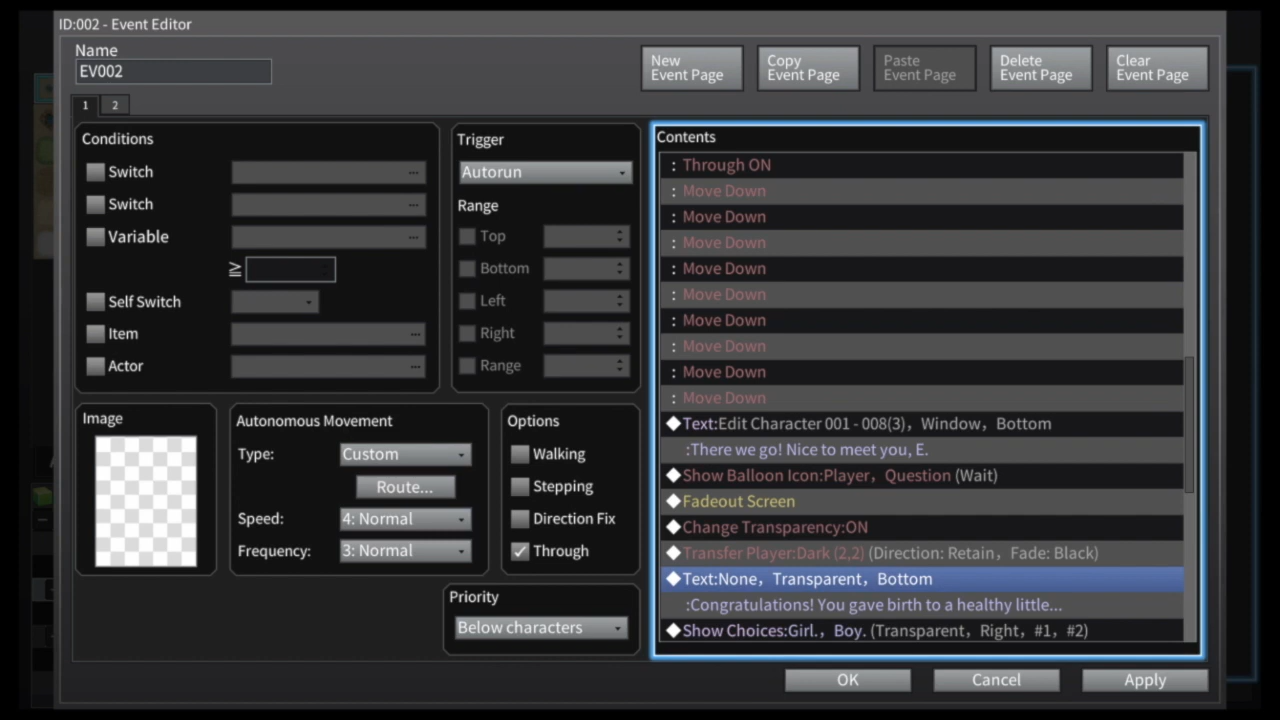 ID:002 - Event Editor
Name
EV002
New Event Page
Copy Event Page
Paste Event Page
Delete Event Page
Clear Event Page
1 2
Conditions
Switch
Switch
Variable
≧
Self Switch
Item
Actor
Trigger
Autorun
Range
Top
Bottom
Left
Right
Range
Image
Autonomous Movement
Type: Custom
Route...
Speed: 4: Normal
Frequency: 3: Normal
Options
Walking
Stepping
Direction Fix
Through
Priority
Below characters
Contents
: Through ON
: Move Down
: Move Down
: Move Down
: Move Down
: Move Down
: Move Down
: Move Down
: Move Down
: Move Down
◆Text:Edit Character 001 - 008(3), Window, Bottom
:There we go! Nice to meet you, E.
◆Show Balloon Icon:Player, Question (Wait)
◆Fadeout Screen
◆Change Transparency:ON
◆Transfer Player:Dark (2,2) (Direction: Retain, Fade: Black)
◆Text:None, Transparent, Bottom
:Congratulations! You gave birth to a healthy little...
◆Show Choices:Girl., Boy. (Transparent, Right, #1, #2)
OK
Cancel
Apply